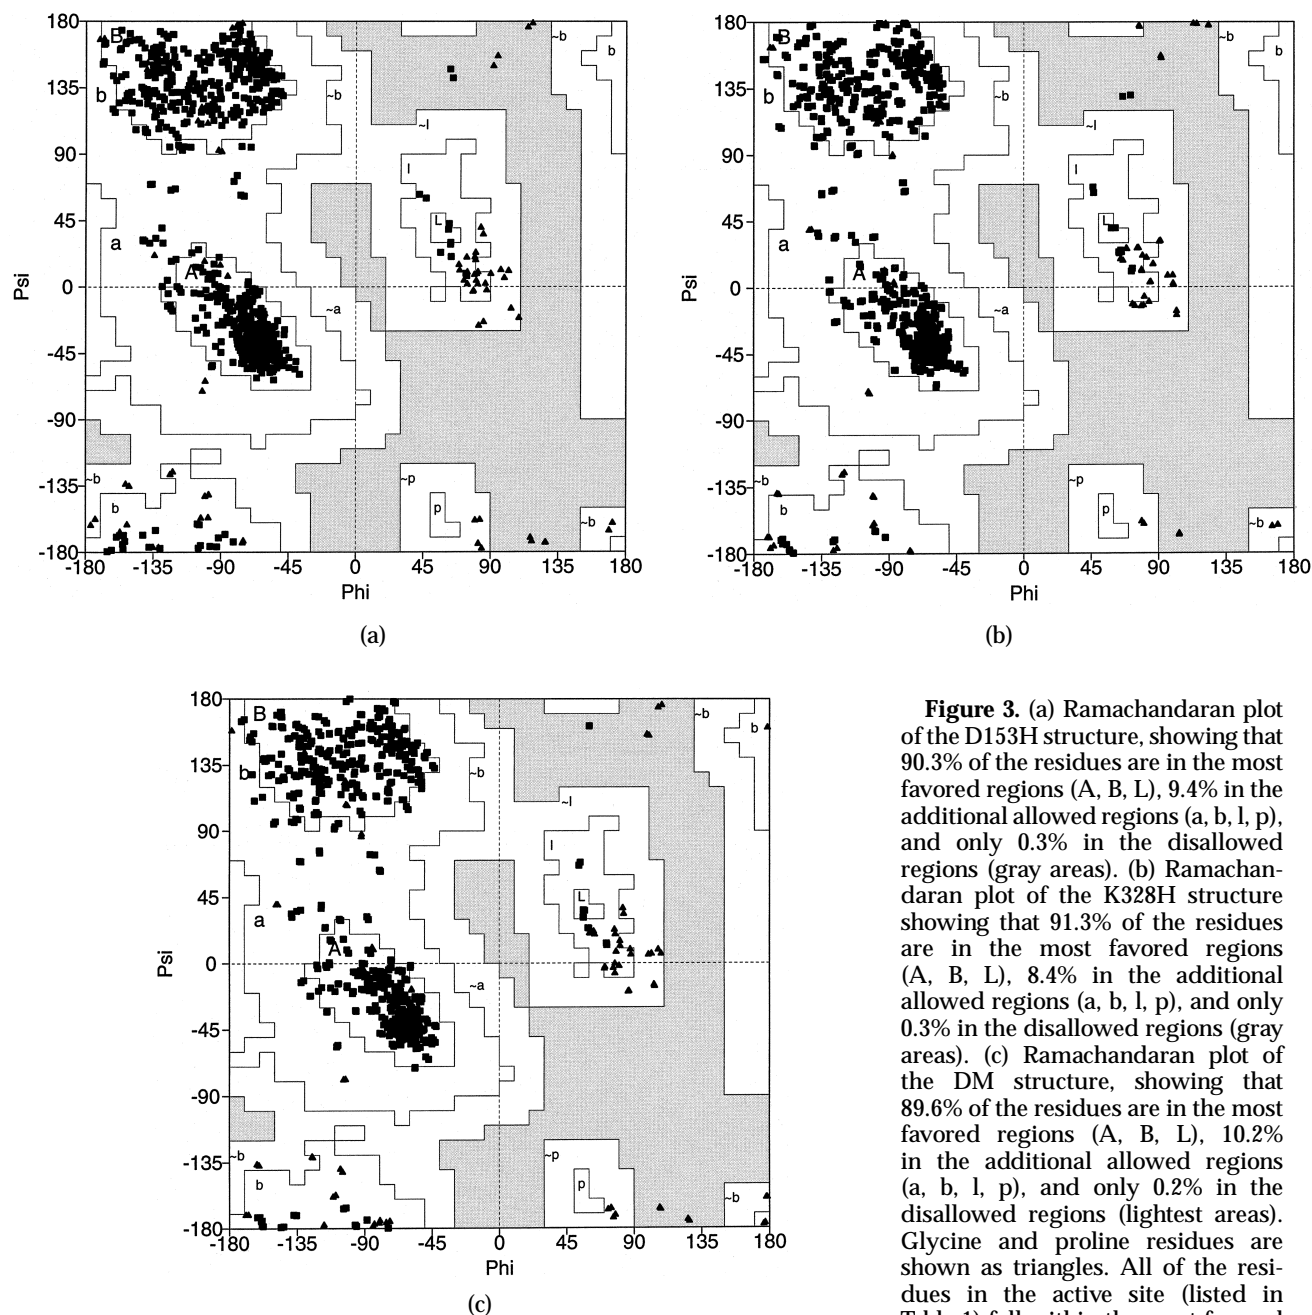 180
135
90
45
0
-45
-90
-135
-180
Psi
-180
-135
-90
-45
0
45
90
135
180
Phi
B
b
a
A
~b
~a
~l
l
L
~b
b
~p
p
~b
b
~b
(a)
180
135
90
45
0
-45
-90
-135
-180
Psi
-180
-135
-90
-45
0
45
90
135
180
Phi
B
b
a
A
~b
~a
~l
l
L
~b
b
~p
p
~b
b
~b
(b)
180
135
90
45
0
-45
-90
-135
-180
Psi
-180
-135
-90
-45
0
45
90
135
180
Phi
B
b
a
A
~b
~a
~l
l
L
~b
b
~p
p
~b
b
~b
(c)
Figure 3. (a) Ramachandaran plot
of the D153H structure, showing that
90.3% of the residues are in the most
favored regions (A, B, L), 9.4% in the
additional allowed regions (a, b, l, p),
and only 0.3% in the disallowed
regions (gray areas). (b) Ramachan-
daran plot of the K328H structure
showing that 91.3% of the residues
are in the most favored regions
(A, B, L), 8.4% in the additional
allowed regions (a, b, l, p), and only
0.3% in the disallowed regions (gray
areas). (c) Ramachandaran plot of
the DM structure, showing that
89.6% of the residues are in the most
favored regions (A, B, L), 10.2%
in the additional allowed regions
(a, b, l, p), and only 0.2% in the
disallowed regions (lightest areas).
Glycine and proline residues are
shown as triangles. All of the resi-
dues in the active site (listed in